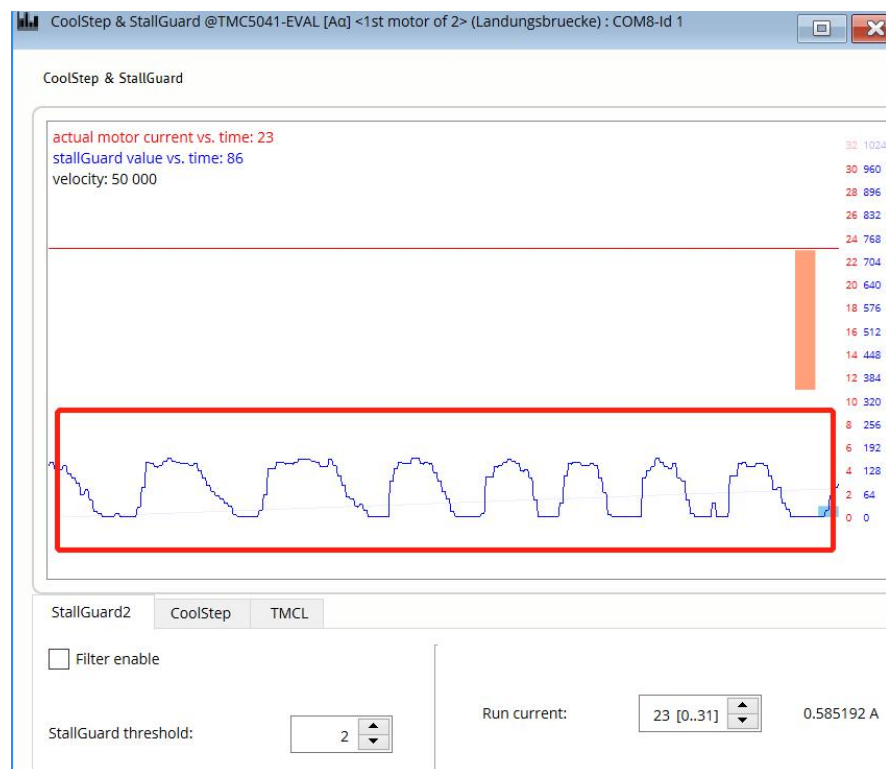 CoolStep & StallGuard @TMC5041-EVAL [Aα] <1st motor of 2> (Landungsbruecke) : COM8-Id 1
CoolStep & StallGuard
actual motor current vs. time: 23
stallGuard value vs. time: 86
velocity: 50 000
32 1024
30 960
28 896
26 832
24 768
22 704
20 640
18 576
16 512
14 448
12 384
10 320
8 256
6 192
4 128
2 64
0 0
StallGuard2 CoolStep TMCL
Filter enable
StallGuard threshold: 2
Run current: 23 [0..31] 0.585192 A